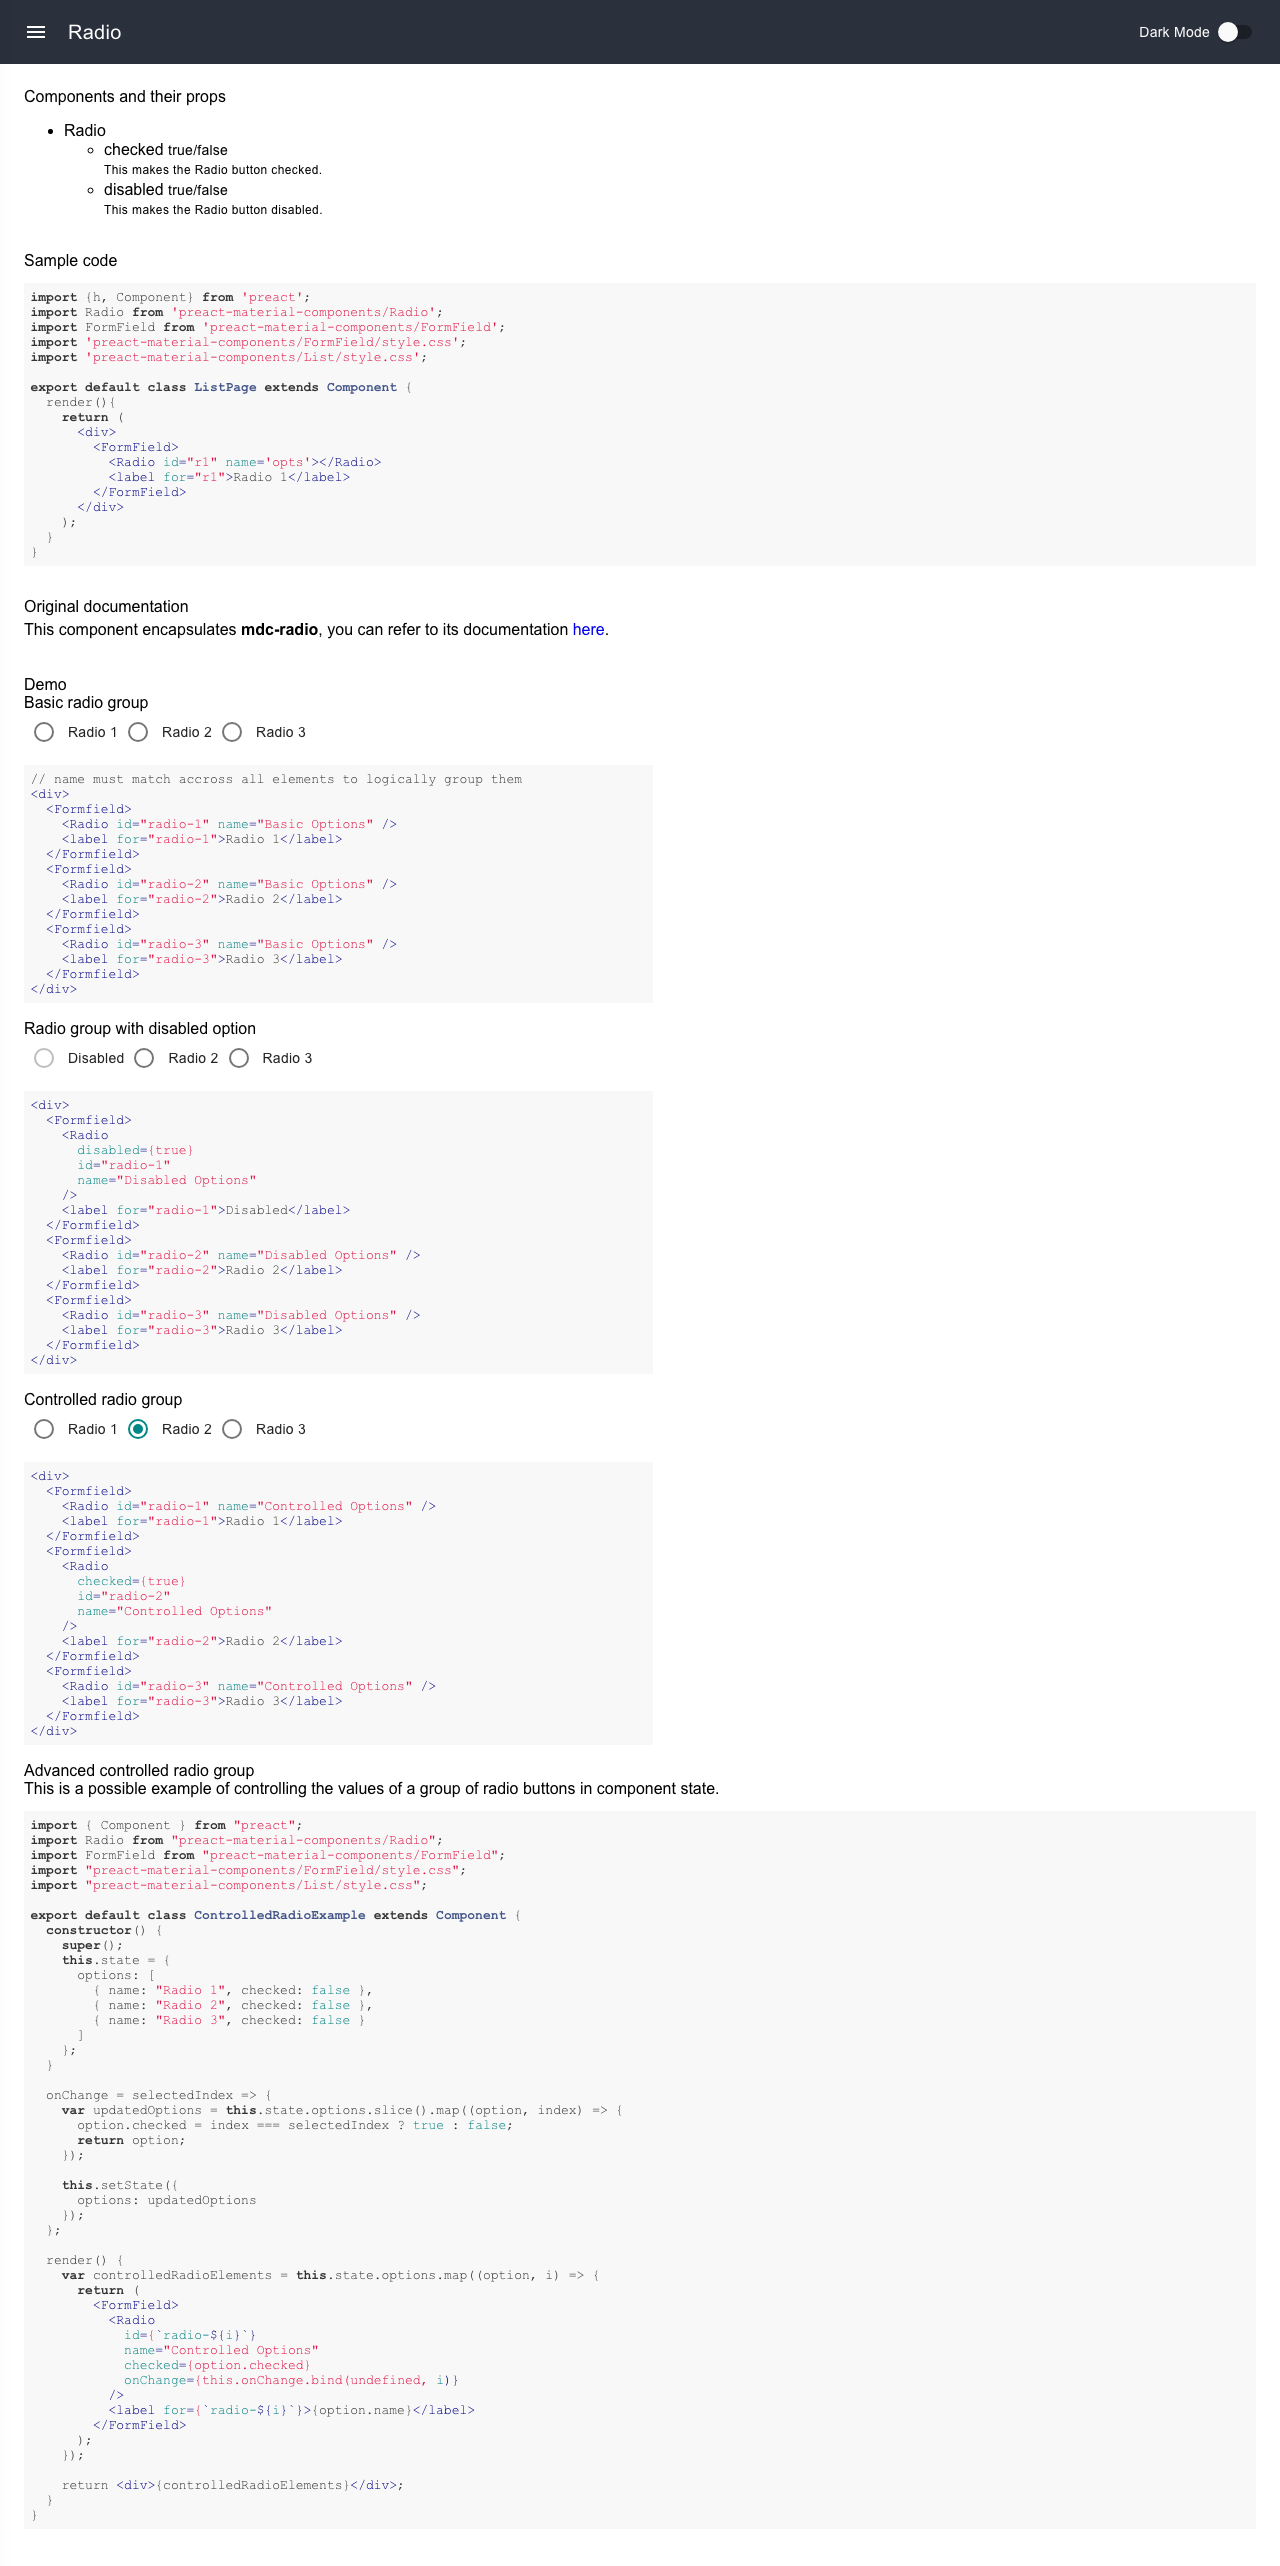 Radio
Dark Mode
Components and their props
Radio
checked true/false
This makes the Radio button checked.
disabled true/false
This makes the Radio button disabled.
Sample code
import {h, Component} from 'preact';
import Radio from 'preact-material-components/Radio';
import FormField from 'preact-material-components/FormField';
import 'preact-material-components/FormField/style.css';
import 'preact-material-components/List/style.css';
export default class ListPage extends Component {
  render(){
    return (
      <div>
        <FormField>
          <Radio id="r1" name='opts'></Radio>
          <label for="r1">Radio 1</label>
        </FormField>
      </div>
    );
  }
}
Original documentation
This component encapsulates mdc-radio, you can refer to its documentation here.
Demo
Basic radio group
Radio 1 Radio 2 Radio 3
// name must match accross all elements to logically group them
<div>
  <Formfield>
    <Radio id="radio-1" name="Basic Options" />
    <label for="radio-1">Radio 1</label>
  </Formfield>
  <Formfield>
    <Radio id="radio-2" name="Basic Options" />
    <label for="radio-2">Radio 2</label>
  </Formfield>
  <Formfield>
    <Radio id="radio-3" name="Basic Options" />
    <label for="radio-3">Radio 3</label>
  </Formfield>
</div>
Radio group with disabled option
Disabled Radio 2 Radio 3
<div>
  <Formfield>
    <Radio
      disabled={true}
      id="radio-1"
      name="Disabled Options"
    />
    <label for="radio-1">Disabled</label>
  </Formfield>
  <Formfield>
    <Radio id="radio-2" name="Disabled Options" />
    <label for="radio-2">Radio 2</label>
  </Formfield>
  <Formfield>
    <Radio id="radio-3" name="Disabled Options" />
    <label for="radio-3">Radio 3</label>
  </Formfield>
</div>
Controlled radio group
Radio 1 Radio 2 Radio 3
<div>
  <Formfield>
    <Radio id="radio-1" name="Controlled Options" />
    <label for="radio-1">Radio 1</label>
  </Formfield>
  <Formfield>
    <Radio
      checked={true}
      id="radio-2"
      name="Controlled Options"
    />
    <label for="radio-2">Radio 2</label>
  </Formfield>
  <Formfield>
    <Radio id="radio-3" name="Controlled Options" />
    <label for="radio-3">Radio 3</label>
  </Formfield>
</div>
Advanced controlled radio group
This is a possible example of controlling the values of a group of radio buttons in component state.
import { Component } from "preact";
import Radio from "preact-material-components/Radio";
import FormField from "preact-material-components/FormField";
import "preact-material-components/FormField/style.css";
import "preact-material-components/List/style.css";
export default class ControlledRadioExample extends Component {
  constructor() {
    super();
    this.state = {
      options: [
        { name: "Radio 1", checked: false },
        { name: "Radio 2", checked: false },
        { name: "Radio 3", checked: false }
      ]
    };
  }
  onChange = selectedIndex => {
    var updatedOptions = this.state.options.slice().map((option, index) => {
      option.checked = index === selectedIndex ? true : false;
      return option;
    });
    this.setState({
      options: updatedOptions
    });
  };
  render() {
    var controlledRadioElements = this.state.options.map((option, i) => {
      return (
        <FormField>
          <Radio
            id={`radio-${i}`}
            name="Controlled Options"
            checked={option.checked}
            onChange={this.onChange.bind(undefined, i)}
          />
          <label for={`radio-${i}`}>{option.name}</label>
        </FormField>
      );
    });
    return <div>{controlledRadioElements}</div>;
  }
}